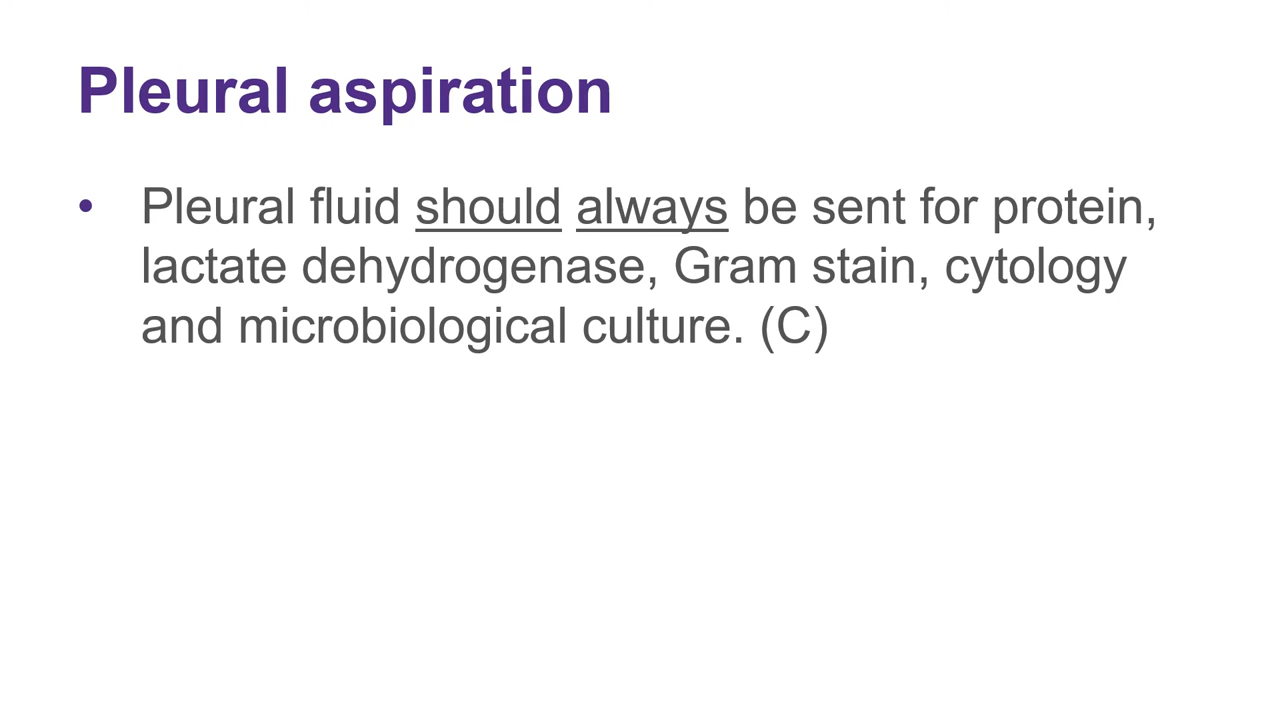 Pleural aspiration
• Pleural fluid should always be sent for protein,
lactate dehydrogenase, Gram stain, cytology
and microbiological culture. (C)